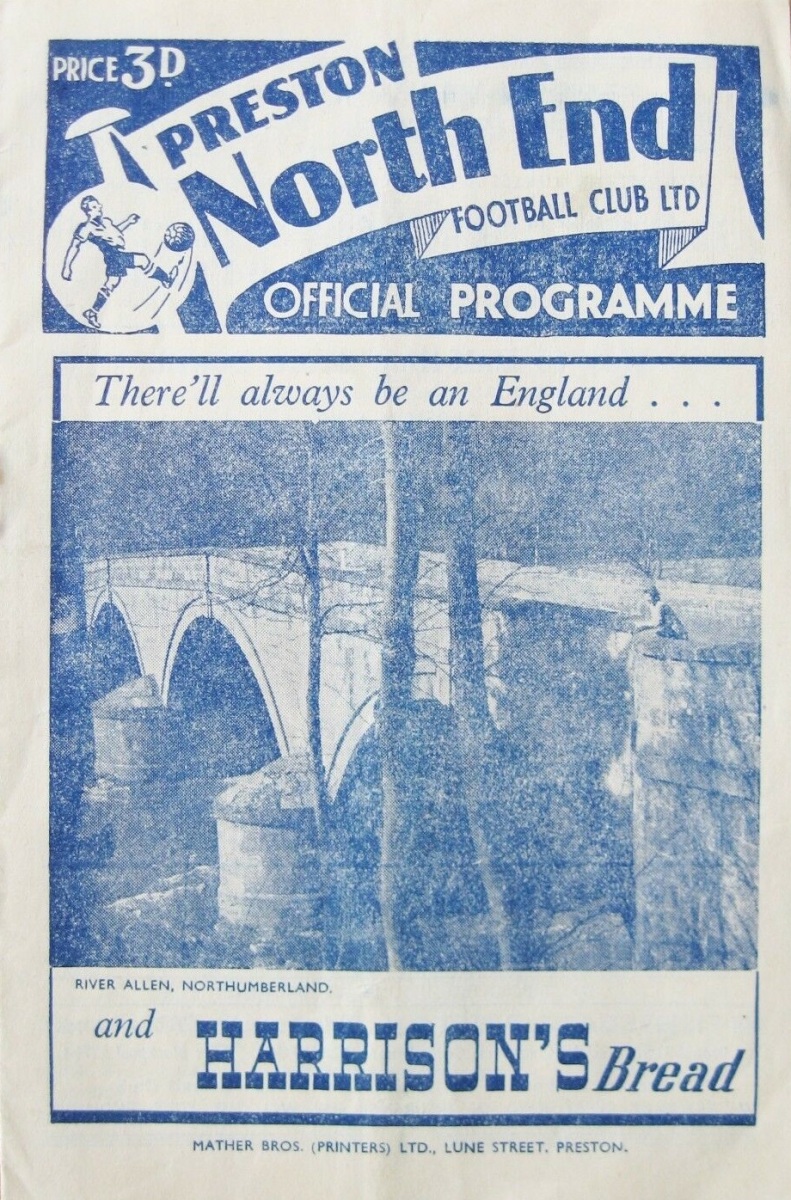 PRICE 3D.
PRESTON
North End
FOOTBALL CLUB LTD
OFFICIAL PROGRAMME
There'll always be an England . . .
RIVER ALLEN, NORTHUMBERLAND.
and HARRISON'S Bread
MATHER BROS. (PRINTERS) LTD., LUNE STREET. PRESTON.